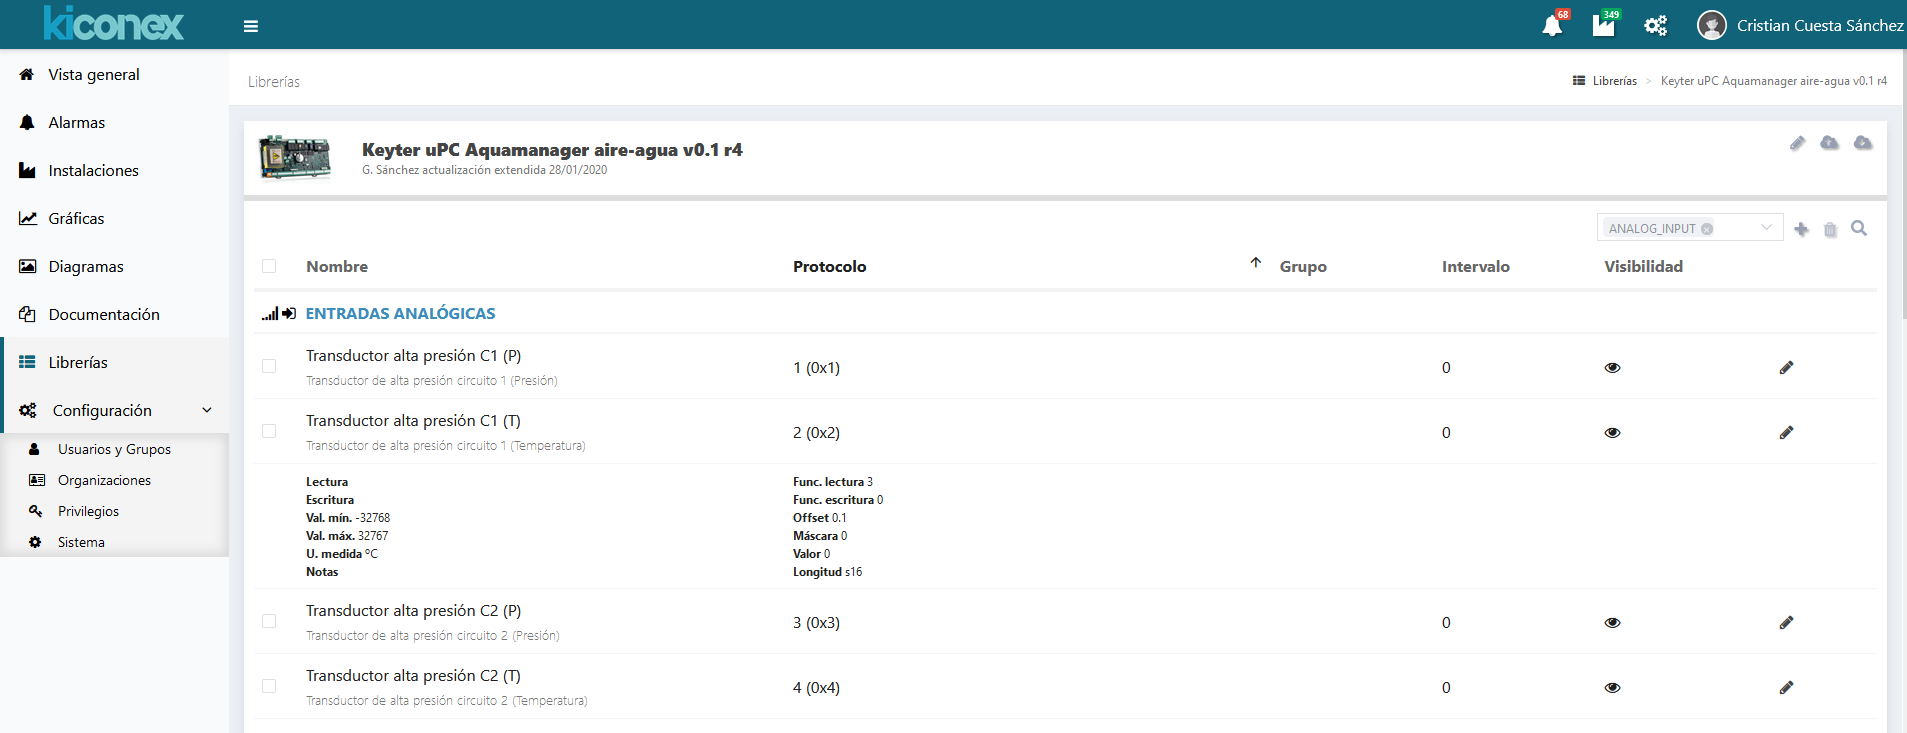 kiconex
68
349
Cristian Cuesta Sánchez
Vista general
Alarmas
Instalaciones
Gráficas
Diagramas
Documentación
Librerías
Configuración
Usuarios y Grupos
Organizaciones
Privilegios
Sistema
Librerías
Librerías > Keyter uPC Aquamanager aire-agua v0.1 r4
Keyter uPC Aquamanager aire-agua v0.1 r4
G. Sánchez actualización extendida 28/01/2020
ANALOG_INPUT
Nombre Protocolo Grupo Intervalo Visibilidad
ENTRADAS ANALÓGICAS
Transductor alta presión C1 (P)
Transductor de alta presión circuito 1 (Presión)
1 (0x1) 0
Transductor alta presión C1 (T)
Transductor de alta presión circuito 1 (Temperatura)
2 (0x2) 0
Lectura
Escritura
Val. mín. -32768
Val. máx. 32767
U. medida ºC
Notas
Func. lectura 3
Func. escritura 0
Offset 0.1
Máscara 0
Valor 0
Longitud s16
Transductor alta presión C2 (P)
Transductor de alta presión circuito 2 (Presión)
3 (0x3) 0
Transductor alta presión C2 (T)
Transductor de alta presión circuito 2 (Temperatura)
4 (0x4) 0